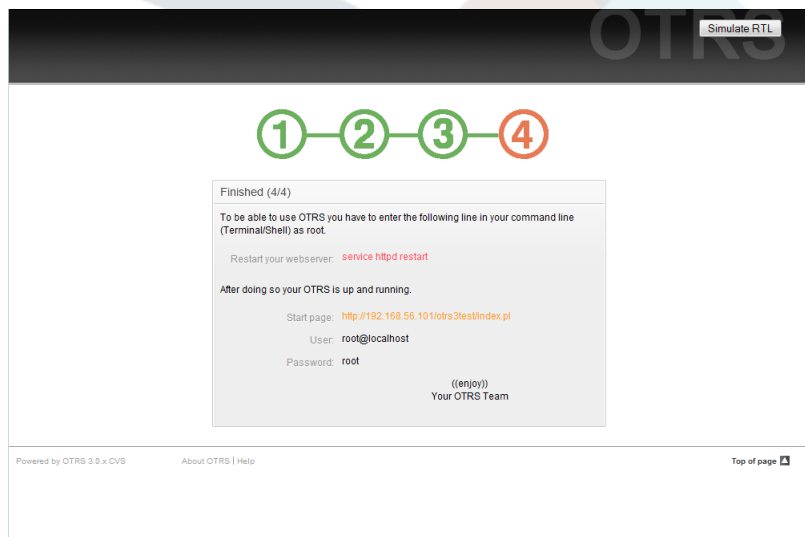 OTRS
Simulate RTL
1 2 3 4
Finished (4/4)
To be able to use OTRS you have to enter the following line in your command line
(Terminal/Shell) as root.
Restart your webserver: service httpd restart
After doing so your OTRS is up and running.
Start page: http://192.168.56.101/otrs3test/index.pl
User: root@localhost
Password: root
((enjoy))
Your OTRS Team
Powered by OTRS 3.0.x CVS About OTRS | Help Top of page